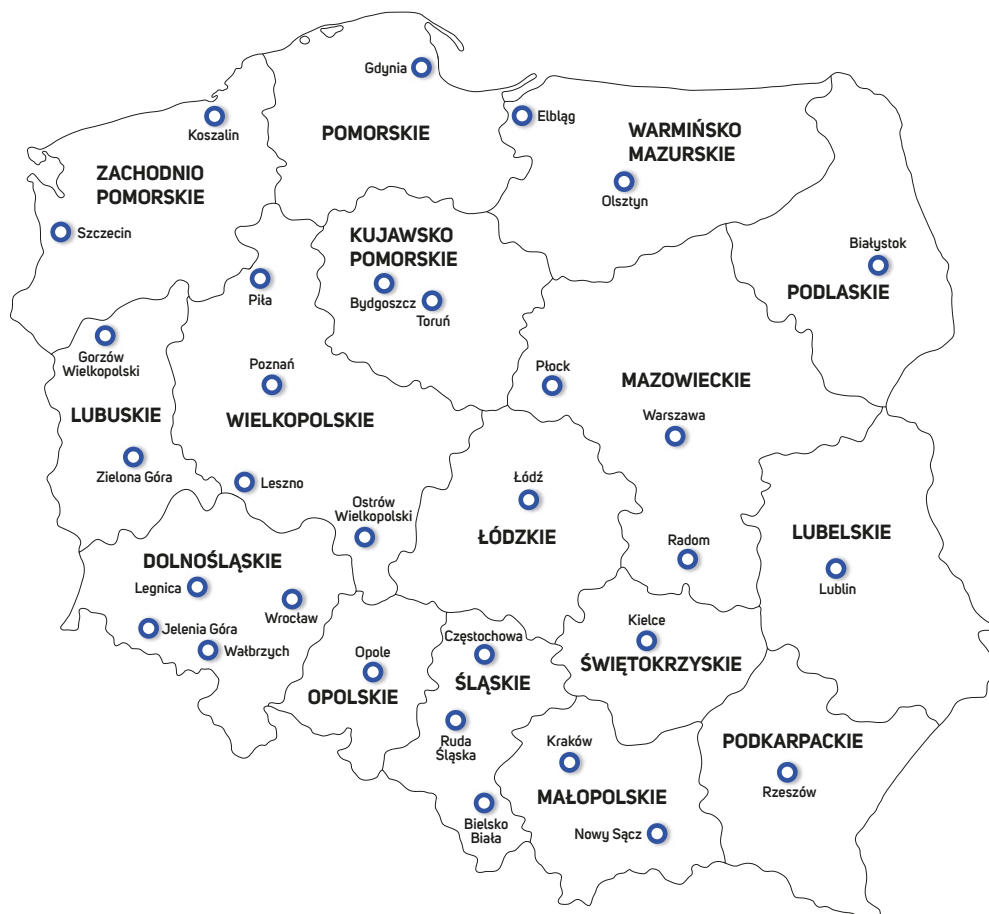 Gdynia
Koszalin
POMORSKIE
Elbląg
WARMIŃSKO
MAZURSKIE
Olsztyn
ZACHODNIO
POMORSKIE
Szczecin
KUJAWSKO
POMORSKIE
Bydgoszcz
Toruń
Białystok
PODLASKIE
Piła
Gorzów
Wielkopolski
LUBUSKIE
Zielona Góra
Poznań
WIELKOPOLSKIE
Leszno
Ostrów
Wielkopolski
Płock
MAZOWIECKIE
Warszawa
Radom
Łódź
ŁÓDZKIE
LUBELSKIE
Lublin
DOLNOŚLĄSKIE
Legnica
Wrocław
Jelenia Góra
Wałbrzych
Opole
OPOLSKIE
Częstochowa
ŚLĄSKIE
Ruda
Śląska
Bielsko
Biała
Kielce
ŚWIĘTOKRZYSKIE
Kraków
MAŁOPOLSKIE
Nowy Sącz
PODKARPACKIE
Rzeszów